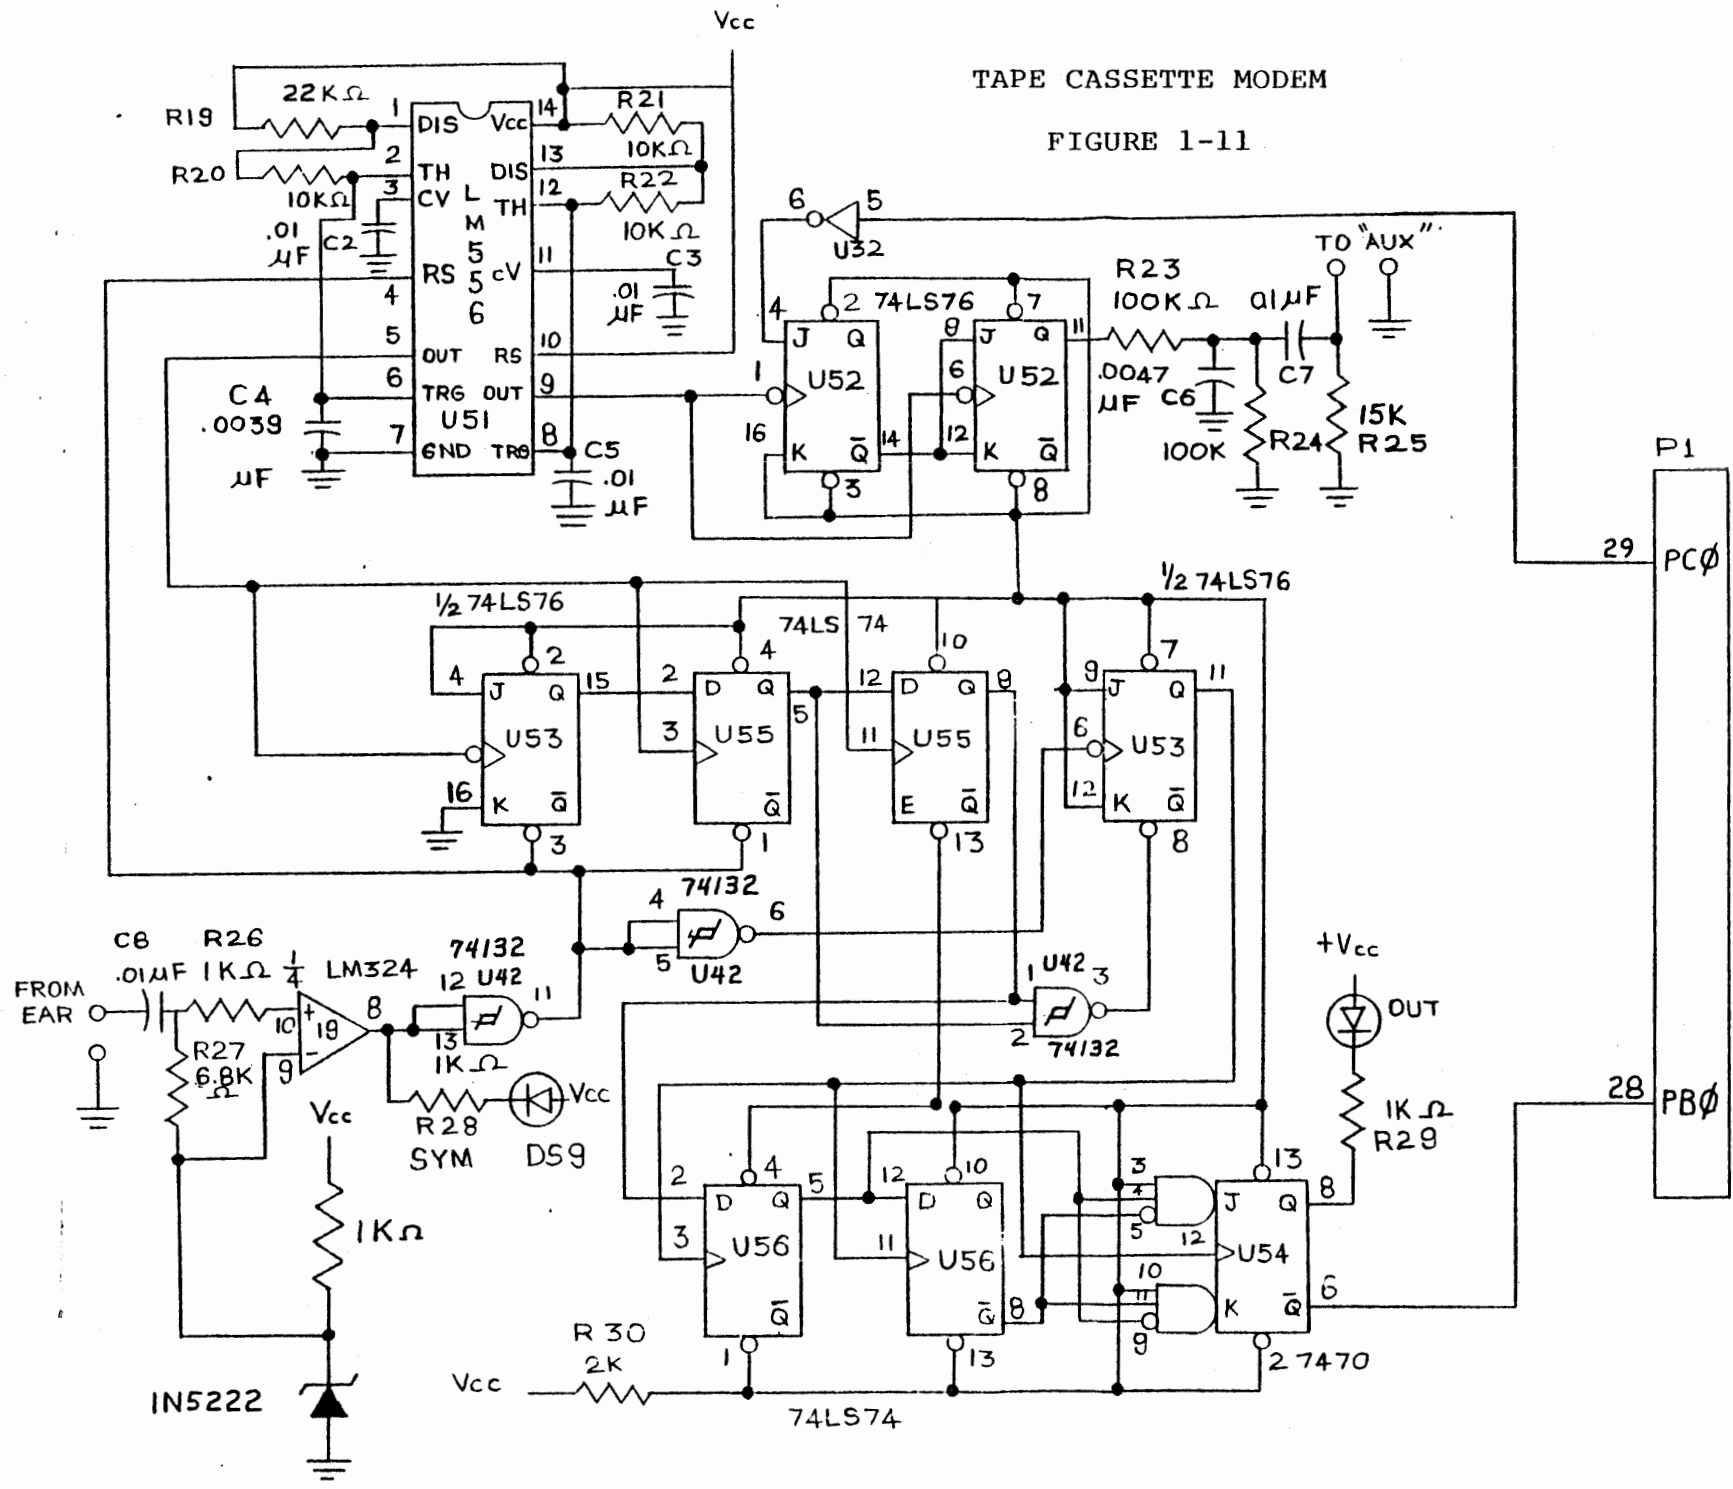 Vcc
TAPE CASSETTE MODEM
FIGURE 1-11
R19
22KΩ
1
14
R21
DIS
Vcc
10KΩ
R20
2
13
TH
DIS
10KΩ
3
12
R22
CV
L
TH
10KΩ
M
5
5
6
.01
μF
C2
RS
cV
11
C3
4
.01
μF
5
10
OUT
RS
6
9
TRG
OUT
U51
C4
.0039
μF
7
8
GND
TRG
C5
.01
μF
6
5
U32
TO "AUX"
2
74LS76
7
4
J
Q
1
U52
16
K
Q̄
14
3
9
J
Q
11
6
U52
12
K
Q̄
8
R23
100KΩ
.01μF
C7
.0047
μF
C6
100K
R24
15K
R25
P1
29
PCØ
½ 74LS76
74LS 74
½ 74LS76
2
4
J
Q
15
U53
16
K
Q̄
3
4
2
D
Q
5
3
U55
Q̄
1
10
12
D
Q
9
11
U55
E
Q̄
13
7
9
J
Q
11
6
U53
12
K
Q̄
8
74132
4
6
5
U42
C8
R26
.01μF
1KΩ
¼
LM324
FROM
EAR
10
+
19
-
9
8
74132
12
U42
11
13
R27
6.8K
Ω
1KΩ
R28
SYM
Vcc
DS9
Vcc
1KΩ
1N5222
1
U42
3
2
74132
+Vcc
OUT
1KΩ
R29
28
PBØ
4
2
D
Q
5
3
U56
Q̄
1
10
12
D
Q
11
U56
Q̄
8
13
3
4
5
12
10
11
9
13
J
Q
8
U54
K
Q̄
6
2
7470
R30
2K
Vcc
74LS74